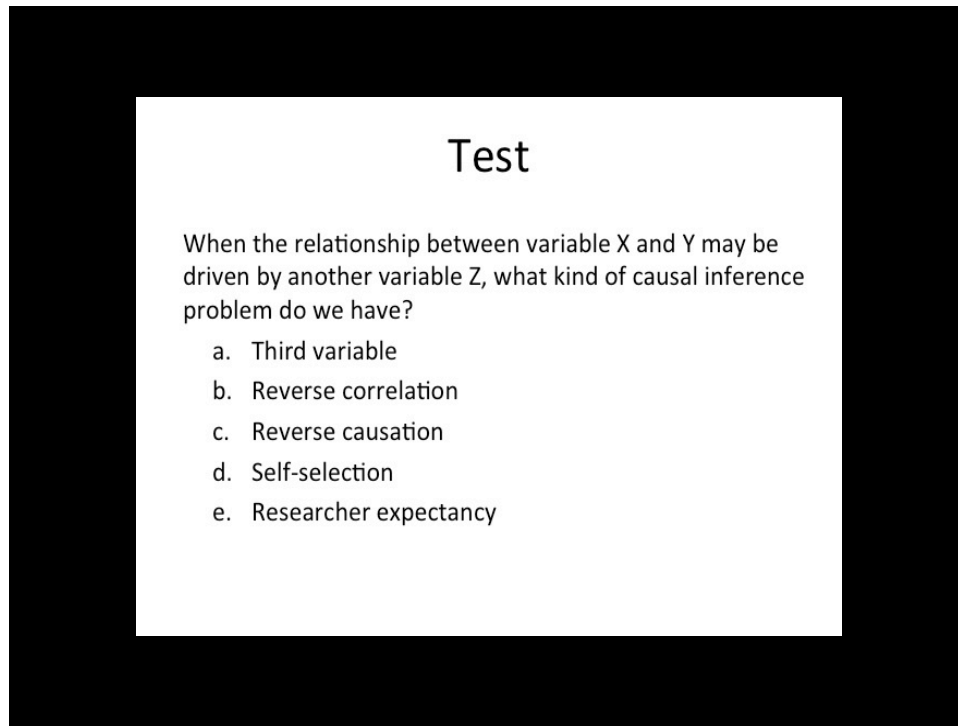 Test
When the relationship between variable X and Y may be
driven by another variable Z, what kind of causal inference
problem do we have?
a. Third variable
b. Reverse correlation
c. Reverse causation
d. Self-selection
e. Researcher expectancy